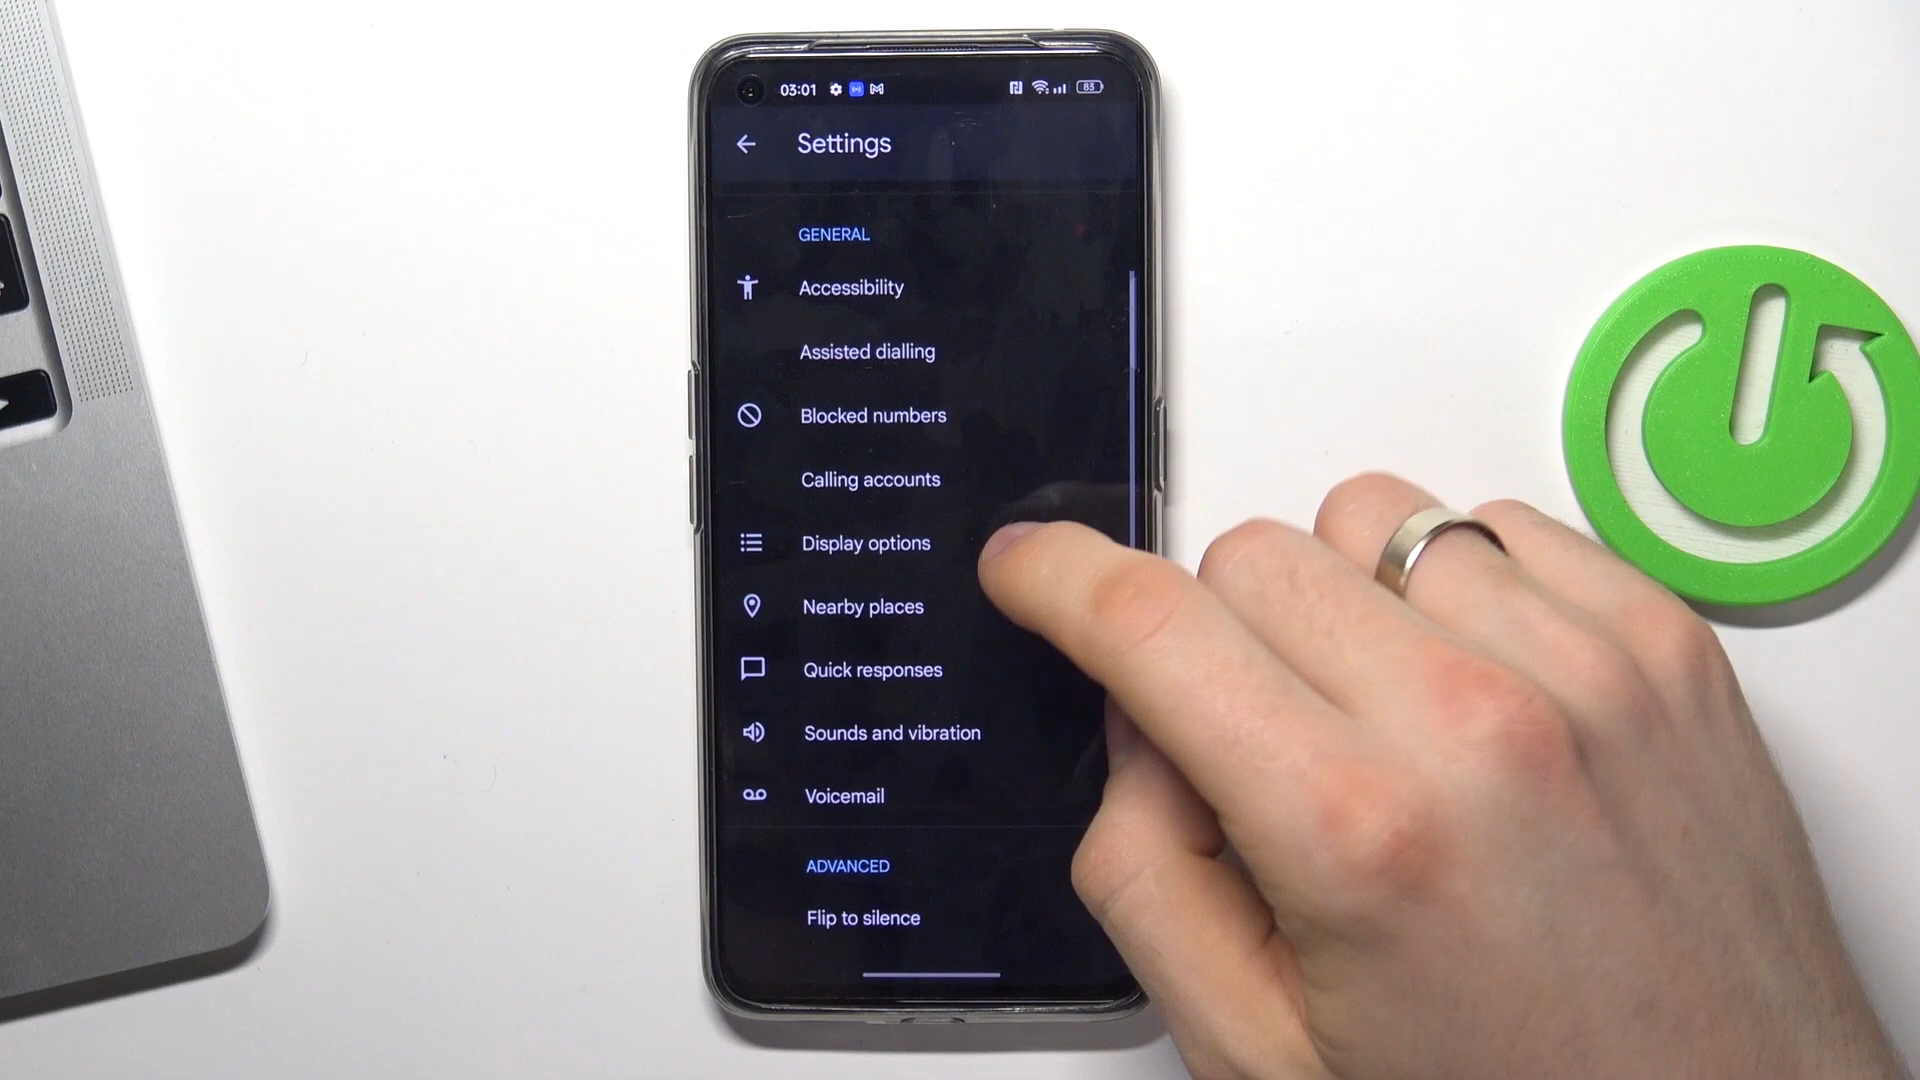 03:01
83
Settings
GENERAL
Accessibility
Assisted dialling
Blocked numbers
Calling accounts
Display options
Nearby places
Quick responses
Sounds and vibration
Voicemail
ADVANCED
Flip to silence